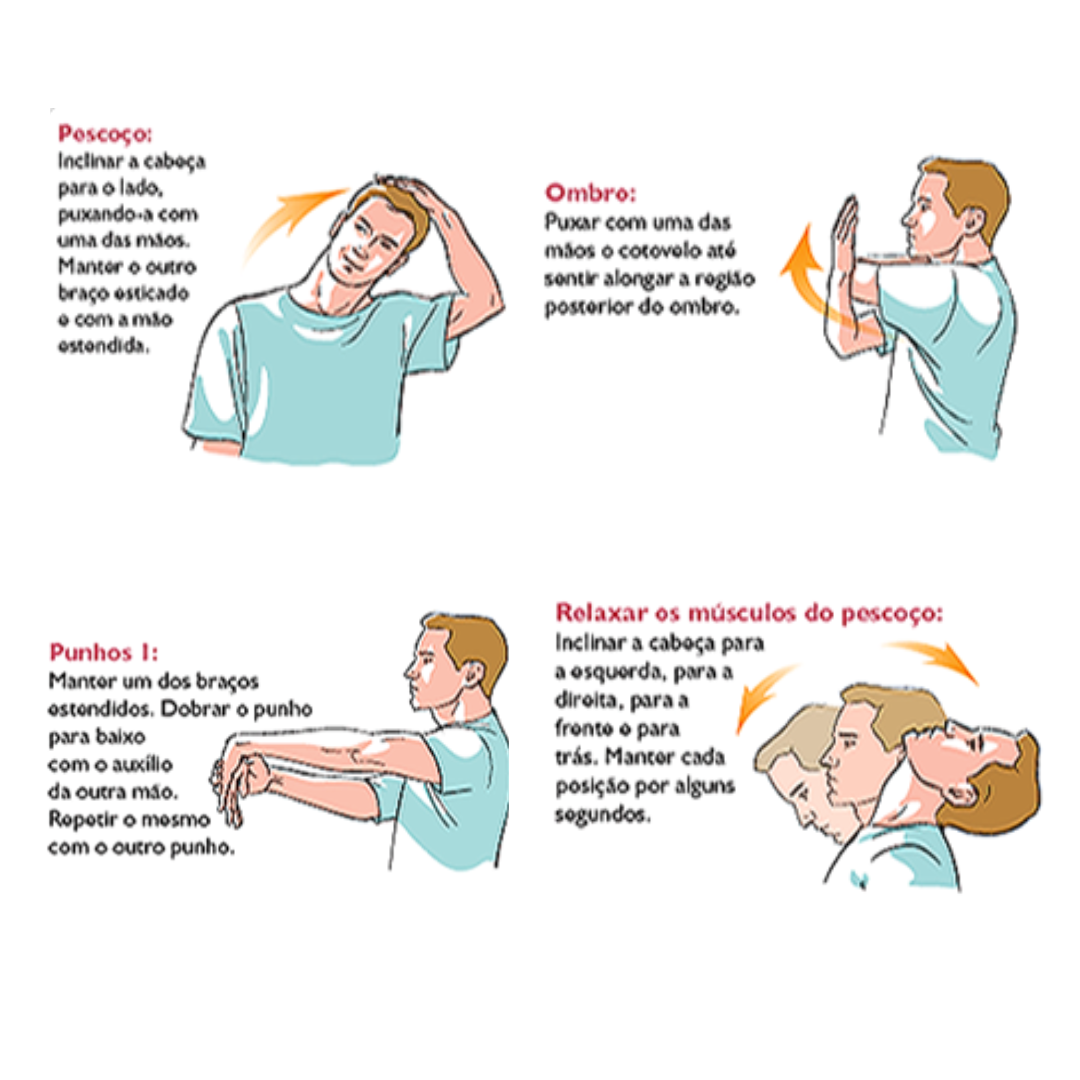 Pescoço:
Inclinar a cabeça
para o lado,
puxando-a com
uma das mãos.
Manter o outro
braço esticado
e com a mão
estendida.
Ombro:
Puxar com uma das
mãos o cotovelo até
sentir alongar a região
posterior do ombro.
Punhos 1:
Manter um dos braços
estendidos. Dobrar o punho
para baixo
com o auxílio
da outra mão.
Repetir o mesmo
com o outro punho.
Relaxar os músculos do pescoço:
Inclinar a cabeça para
a esquerda, para a
direita, para a
frente e para
trás. Manter cada
posição por alguns
segundos.